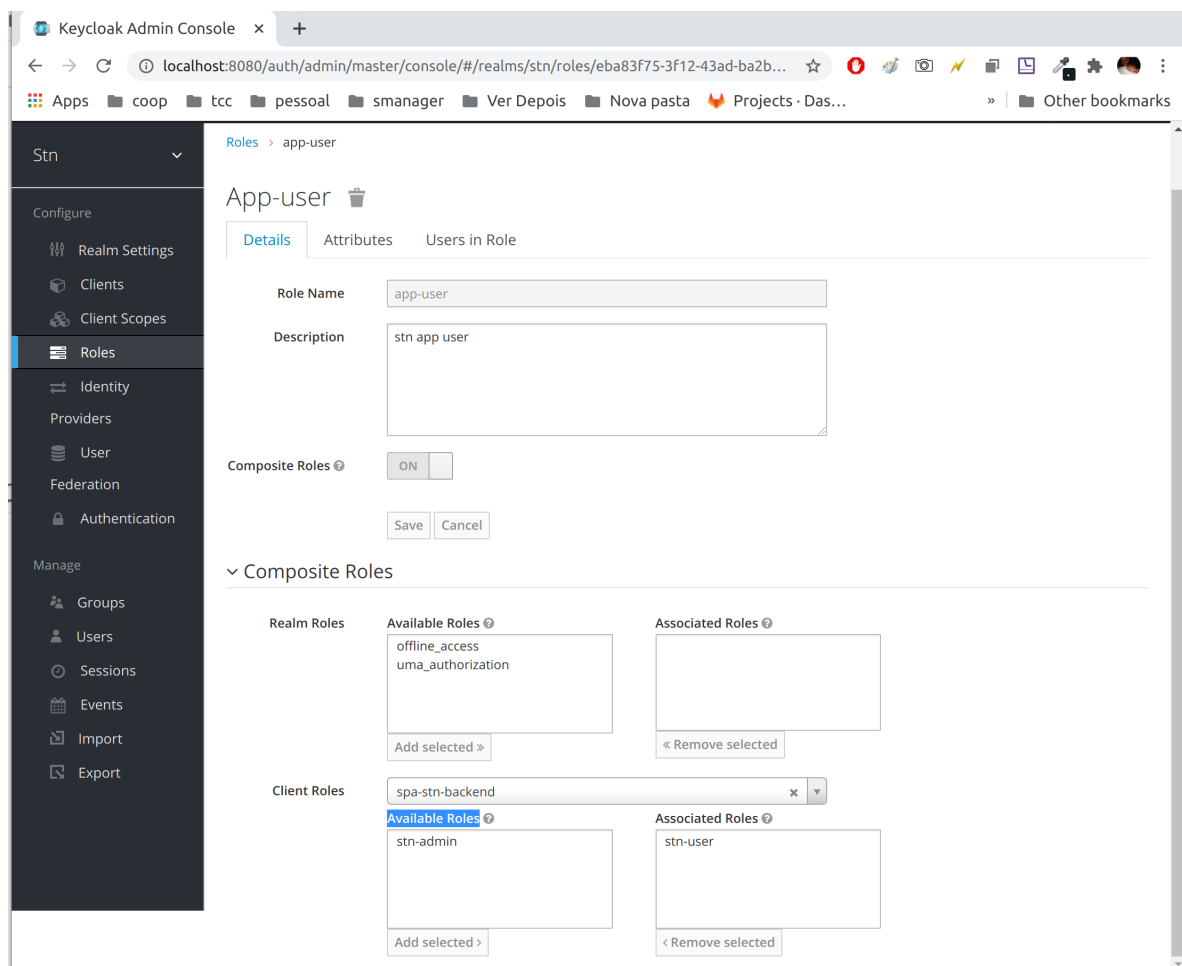 Keycloak Admin Console
localhost:8080/auth/admin/master/console/#/realms/stn/roles/eba83f75-3f12-43ad-ba2b...
Apps coop tcc pessoal smanager Ver Depois Nova pasta Projects · Das... » Other bookmarks
Stn
Configure
Realm Settings
Clients
Client Scopes
Roles
Identity
Providers
User
Federation
Authentication
Manage
Groups
Users
Sessions
Events
Import
Export
Roles > app-user
App-user
Details Attributes Users in Role
Role Name app-user
Description stn app user
Composite Roles ON
Save Cancel
Composite Roles
Realm Roles Available Roles Associated Roles
offline_access
uma_authorization
Add selected » « Remove selected
Client Roles spa-stn-backend
Available Roles Associated Roles
stn-admin stn-user
Add selected > < Remove selected